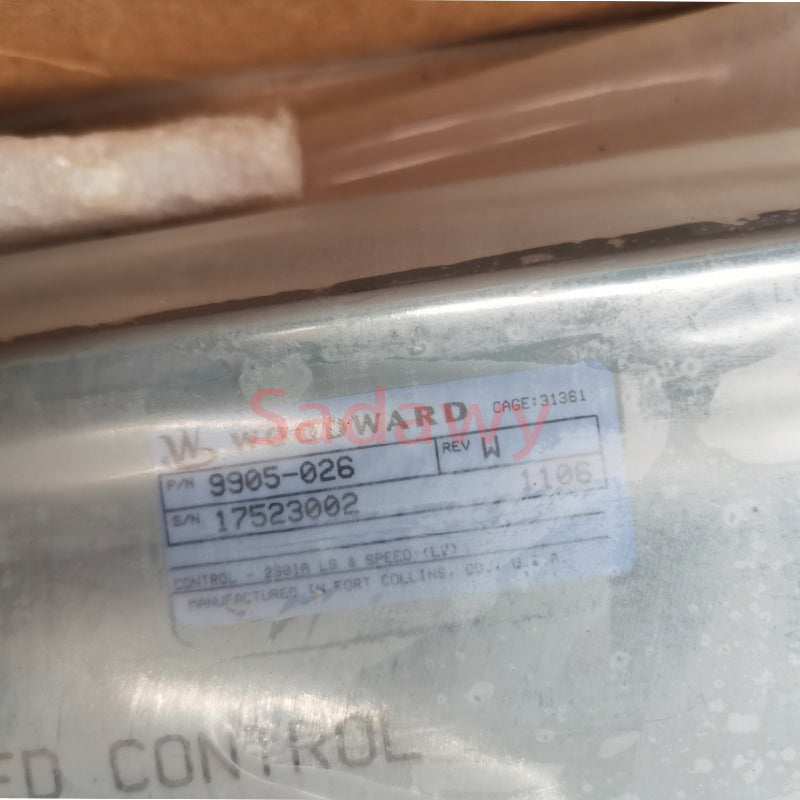 WOODWARD CAGE:31361
P/N 9905-026 REV W
S/N 17523002 1106
CONTROL - 2301A LS & SPEED (LV)
MANUFACTURED IN FORT COLLINS, CO., U.S.A
Sadawy
ED CONTROL